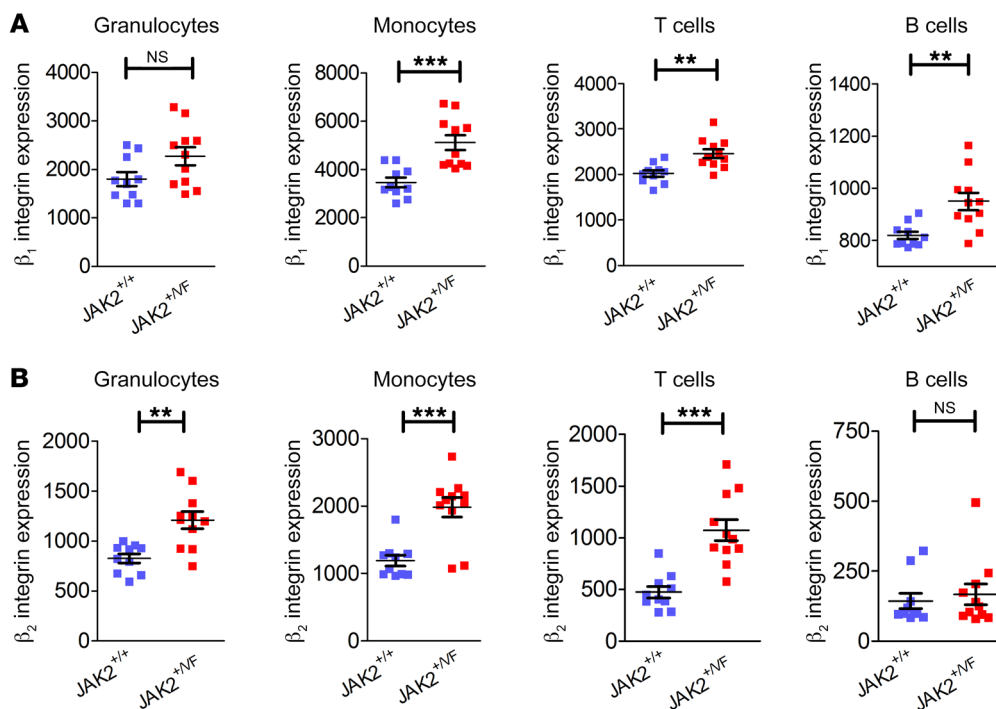 A
Granulocytes
NS
β1 integrin expression
4000
3000
2000
1000
0
JAK2+/+
JAK2+/VF
Monocytes
***
β1 integrin expression
8000
6000
4000
2000
0
JAK2+/+
JAK2+/VF
T cells
**
β1 integrin expression
4000
3000
2000
1000
0
JAK2+/+
JAK2+/VF
B cells
**
β1 integrin expression
1400
1200
1000
800
JAK2+/+
JAK2+/VF
B
Granulocytes
**
β2 integrin expression
2000
1500
1000
500
0
JAK2+/+
JAK2+/VF
Monocytes
***
β2 integrin expression
3000
2000
1000
0
JAK2+/+
JAK2+/VF
T cells
***
β2 integrin expression
2000
1500
1000
500
0
JAK2+/+
JAK2+/VF
B cells
NS
β2 integrin expression
750
500
250
0
JAK2+/+
JAK2+/VF